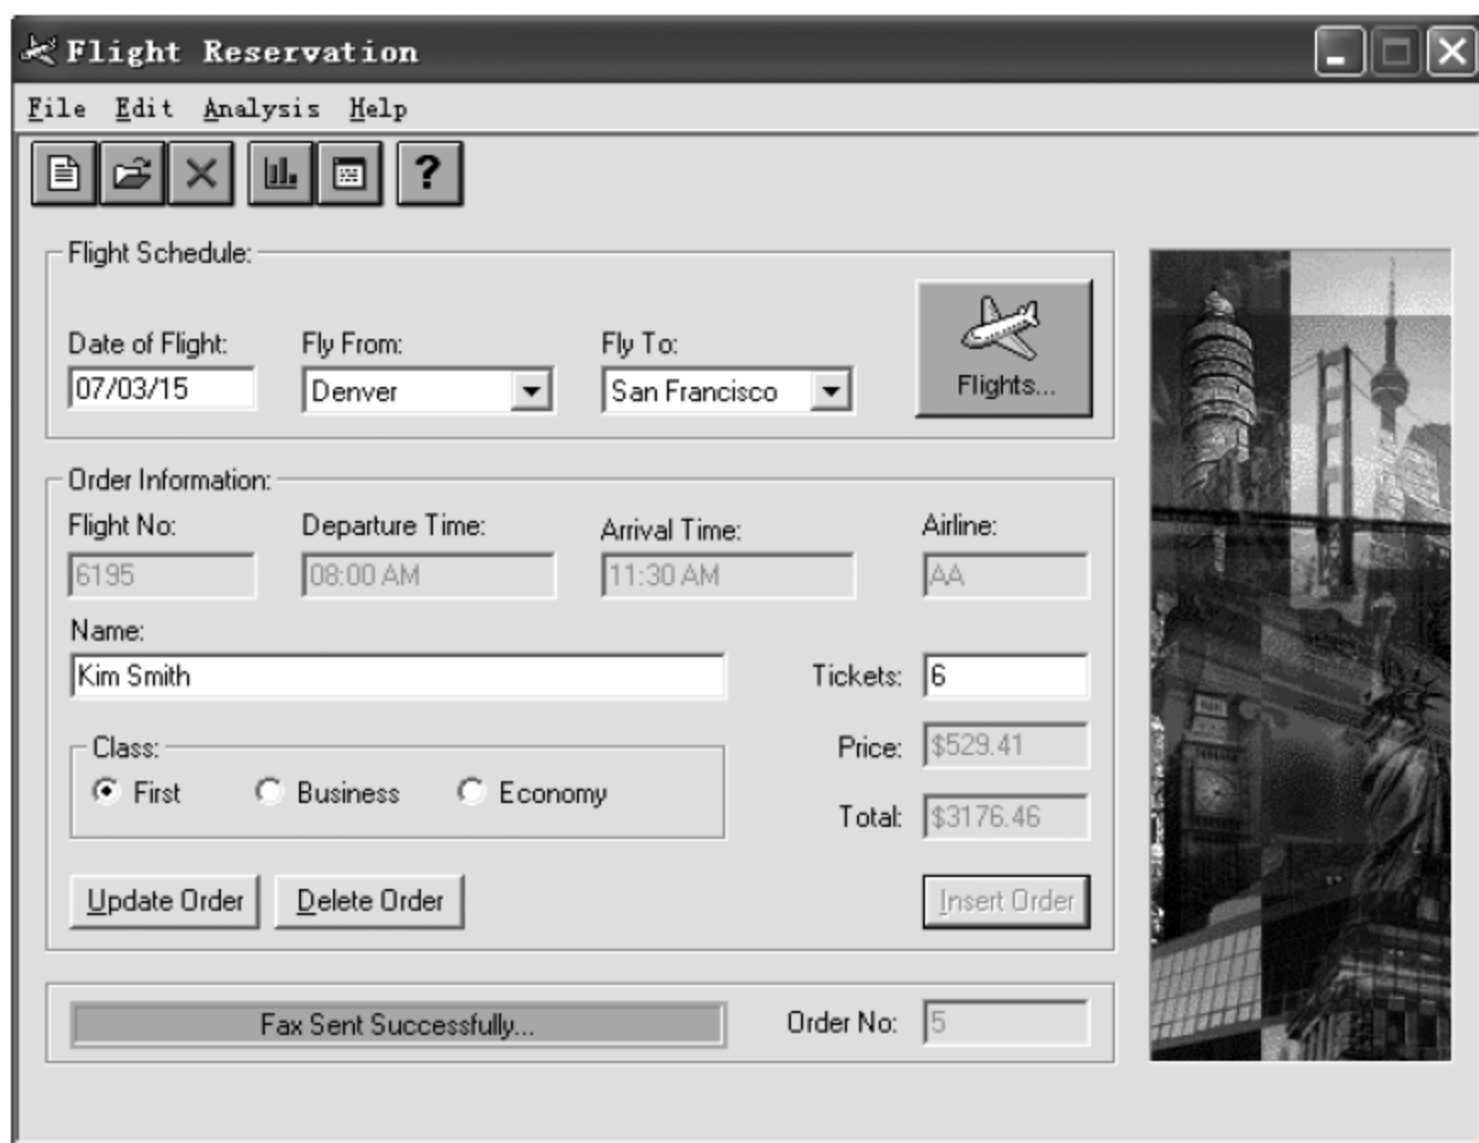 Flight Reservation
File Edit Analysis Help
?
Flight Schedule:
Date of Flight: Fly From: Fly To:
07/03/15 Denver San Francisco Flights...
Order Information:
Flight No: Departure Time: Arrival Time: Airline:
6195 08:00 AM 11:30 AM AA
Name:
Kim Smith Tickets: 6
Class: Price: $529.41
First Business Economy
Total: $3176.46
Update Order Delete Order Insert Order
Fax Sent Successfully... Order No: 5